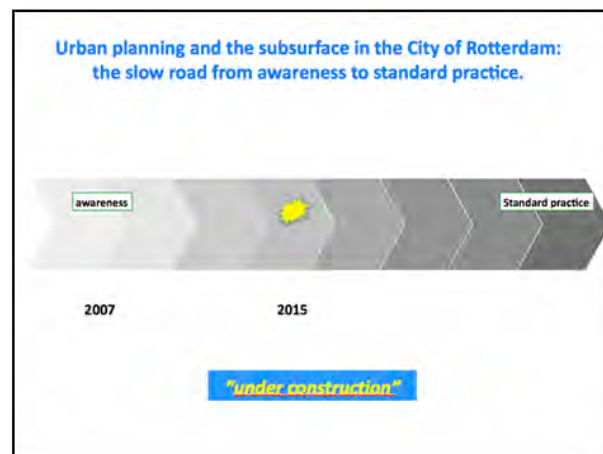 Urban planning and the subsurface in the City of Rotterdam:
the slow road from awareness to standard practice.
awareness
Standard practice
2007
2015
"under construction"